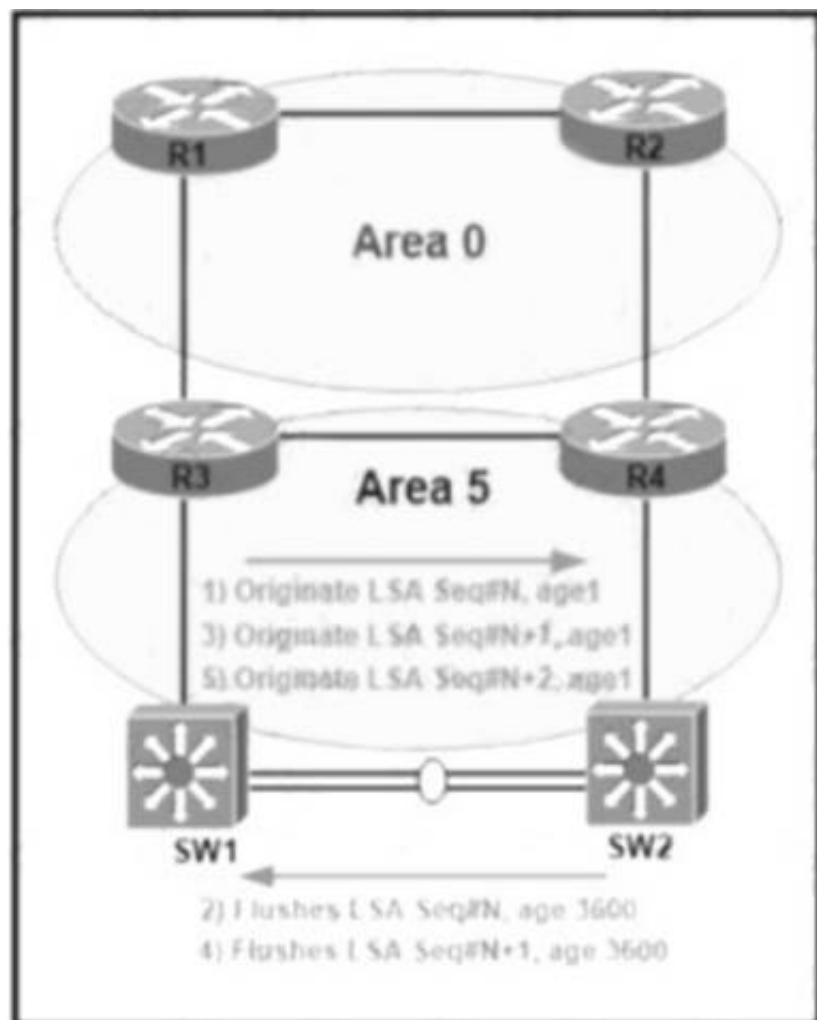 R1
R2
Area 0
R3
R4
Area 5
1) Originate LSA Seq#N, age1
3) Originate LSA Seq#N+1, age1
5) Originate LSA Seq#N+2, age1
SW1
SW2
2) Flushes LSA Seq#N, age 3600
4) Flushes LSA Seq#N+1, age 3600